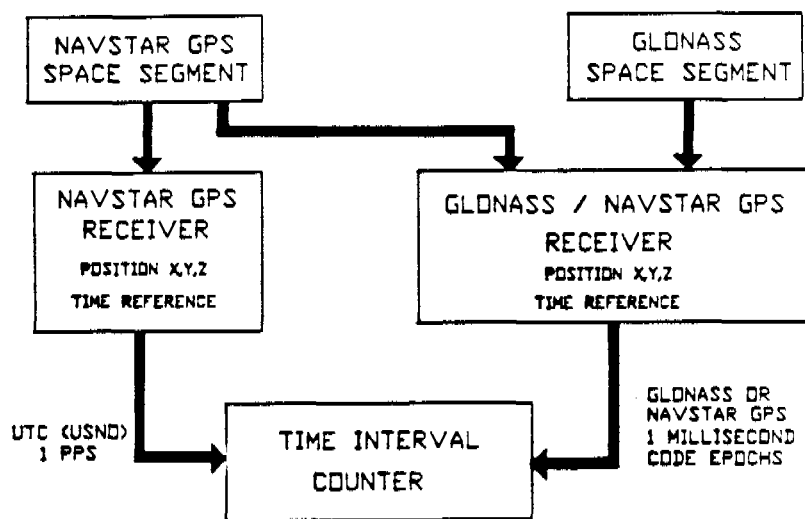 NAVSTAR GPS
SPACE SEGMENT
GLONASS
SPACE SEGMENT
NAVSTAR GPS
RECEIVER
POSITION X,Y,Z
TIME REFERENCE
GLONASS / NAVSTAR GPS
RECEIVER
POSITION X,Y,Z
TIME REFERENCE
UTC (USNO)
1 PPS
TIME INTERVAL
COUNTER
GLONASS OR
NAVSTAR GPS
1 MILLISECOND
CODE EPOCHS